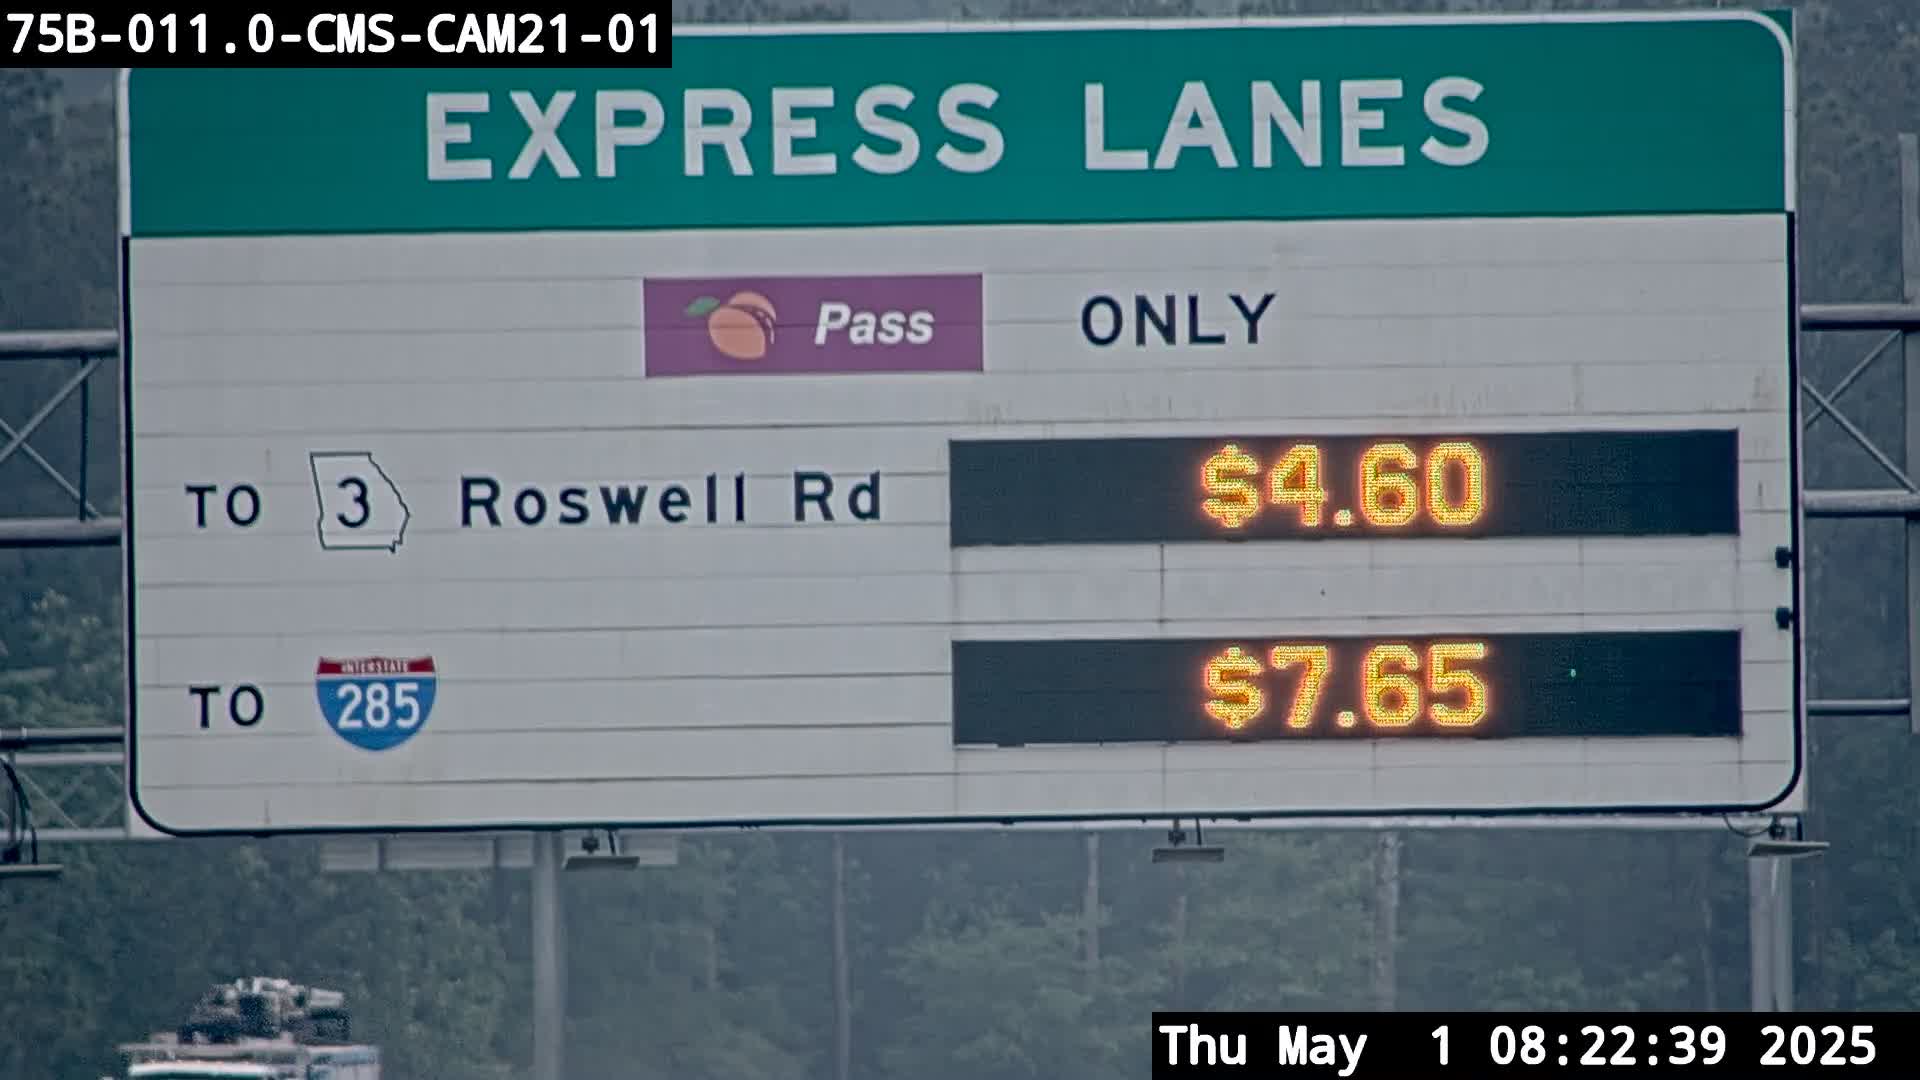 75B-011.0-CMS-CAM21-01
EXPRESS LANES
Pass ONLY
TO 3 Roswell Rd $4.60
TO INTERSTATE 285 $7.65
Thu May 1 08:22:39 2025